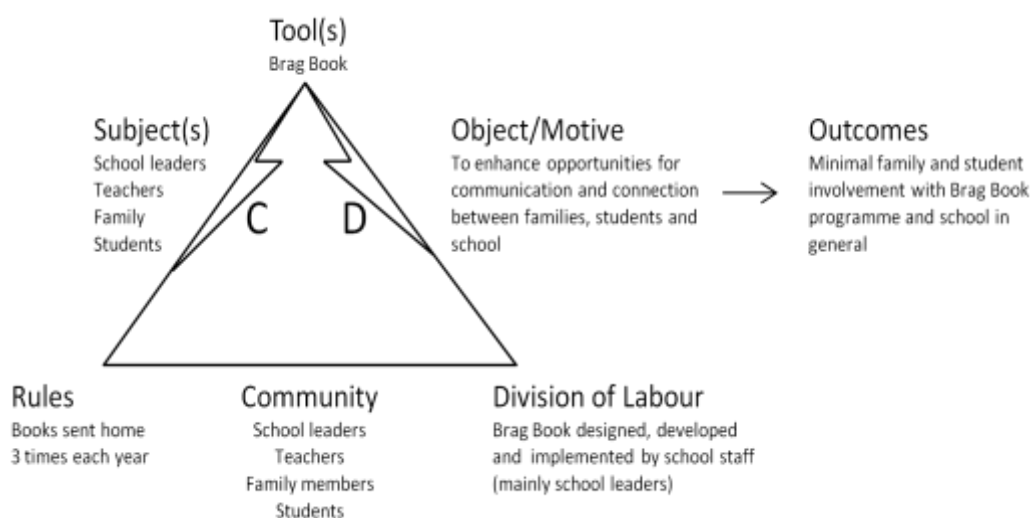 Tool(s)
Brag Book
Subject(s)
School leaders
Teachers
Family
Students
Object/Motive
To enhance opportunities for
communication and connection
between families, students and
school
Outcomes
Minimal family and student
involvement with Brag Book
programme and school in
general
C
D
Rules
Books sent home
3 times each year
Community
School leaders
Teachers
Family members
Students
Division of Labour
Brag Book designed, developed
and implemented by school staff
(mainly school leaders)